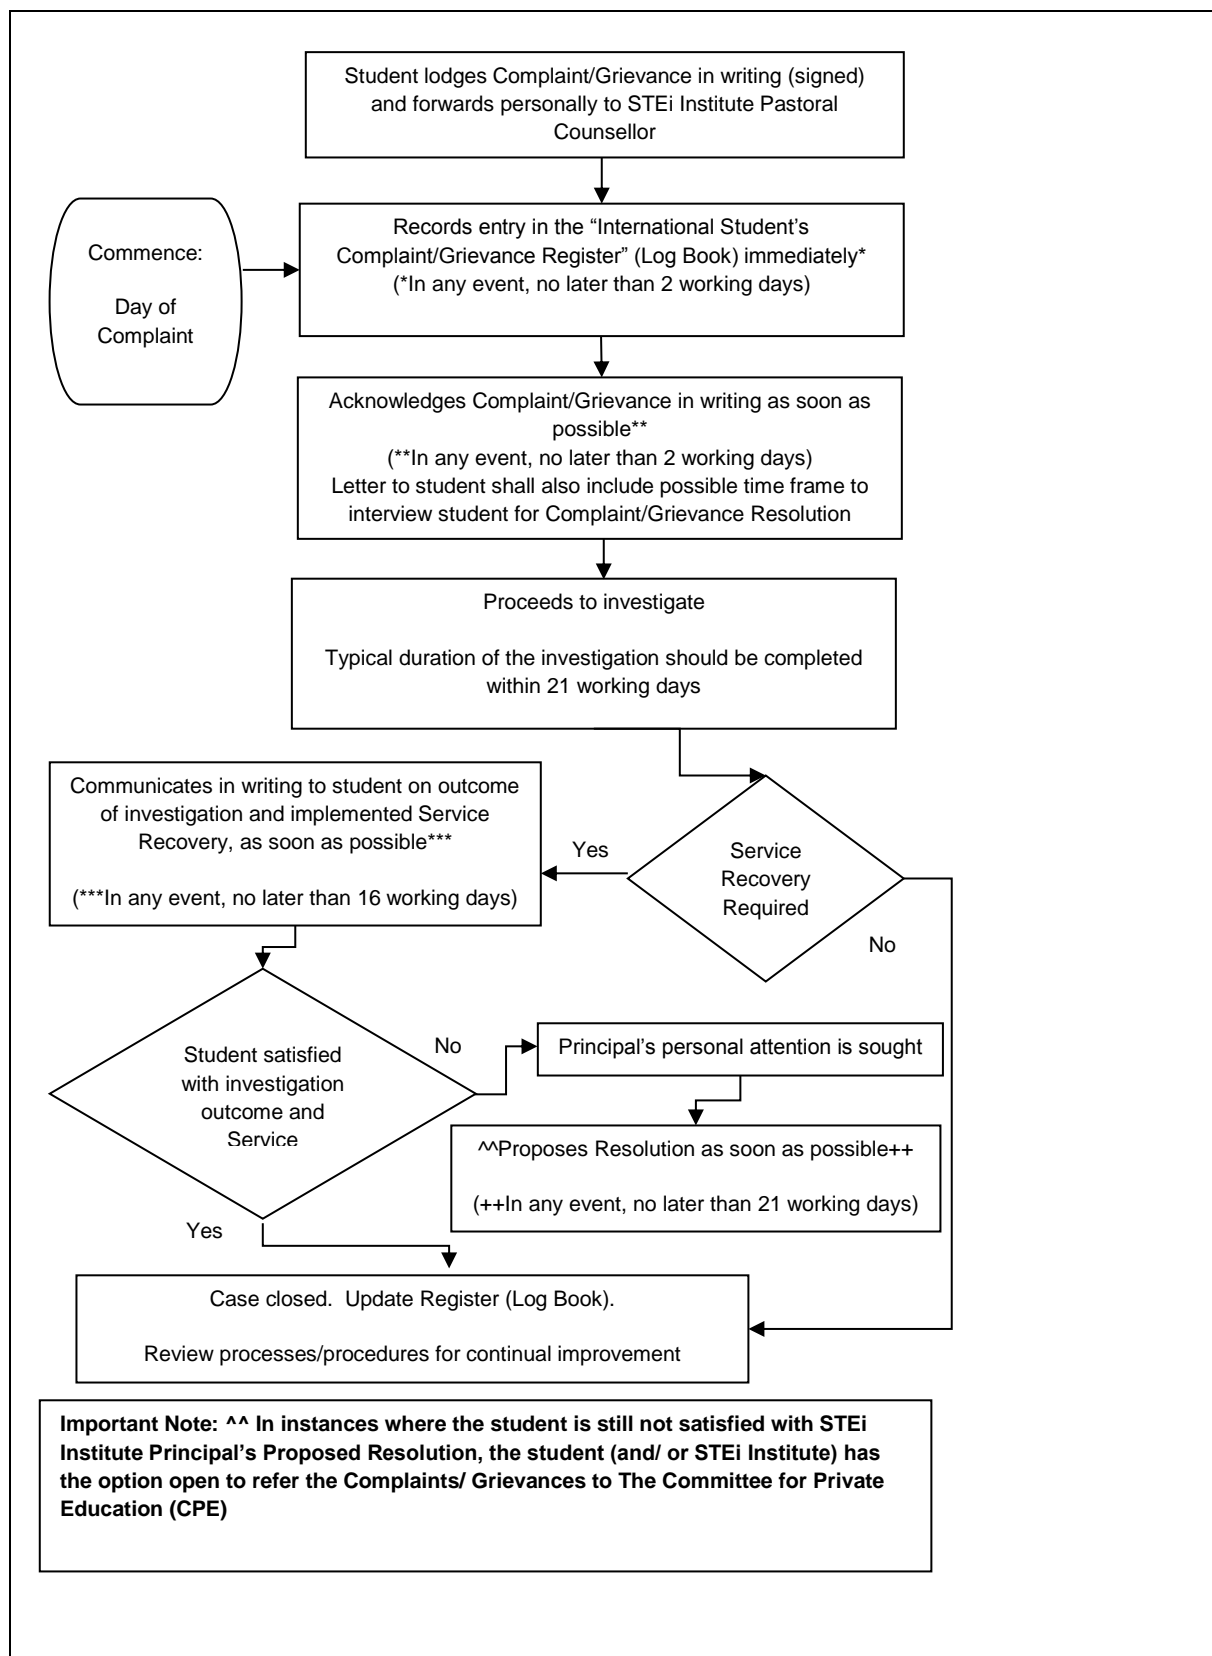 Student lodges Complaint/Grievance in writing (signed)
and forwards personally to STEi Institute Pastoral
Counsellor
Commence:
Day of
Complaint
Records entry in the “International Student’s
Complaint/Grievance Register” (Log Book) immediately*
(*In any event, no later than 2 working days)
Acknowledges Complaint/Grievance in writing as soon as
possible**
(**In any event, no later than 2 working days)
Letter to student shall also include possible time frame to
interview student for Complaint/Grievance Resolution
Proceeds to investigate
Typical duration of the investigation should be completed
within 21 working days
Communicates in writing to student on outcome
of investigation and implemented Service
Recovery, as soon as possible***
(***In any event, no later than 16 working days)
Yes
Service
Recovery
Required
No
Student satisfied
with investigation
outcome and
Service
No
Principal’s personal attention is sought
^^Proposes Resolution as soon as possible++
(++In any event, no later than 21 working days)
Yes
Case closed.  Update Register (Log Book).
Review processes/procedures for continual improvement
Important Note: ^^ In instances where the student is still not satisfied with STEi
Institute Principal’s Proposed Resolution, the student (and/ or STEi Institute) has
the option open to refer the Complaints/ Grievances to The Committee for Private
Education (CPE)